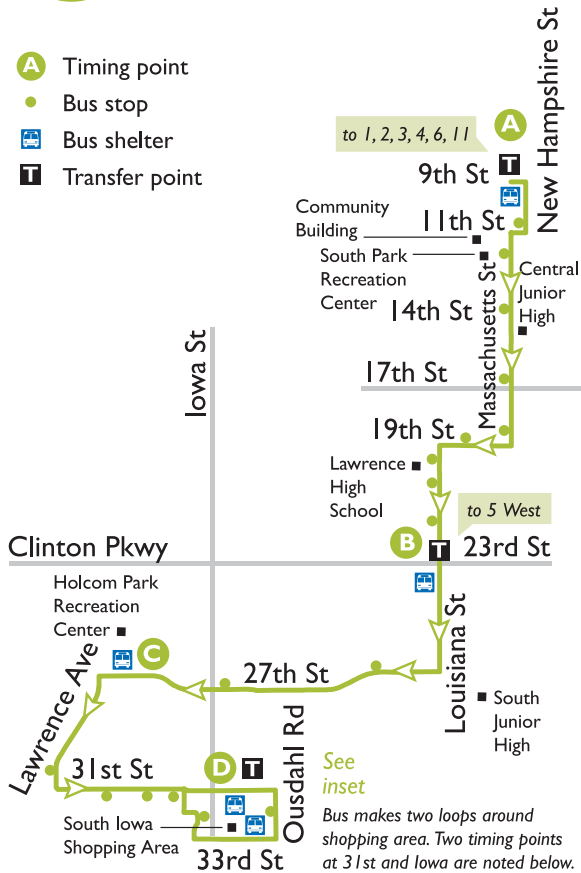 A Timing point
Bus stop
Bus shelter
T Transfer point
New Hampshire St
A
to 1, 2, 3, 4, 6, 11
T
9th St
Community
Building
11th St
South Park
Recreation
Center
Massachusetts St
Central
Junior
High
14th St
Iowa St
17th St
19th St
Lawrence
High
School
to 5 West
B
T
23rd St
Clinton Pkwy
Holcom Park
Recreation
Center
C
Lawrence Ave
27th St
Louisiana St
South
Junior
High
31st St
D
T
Ousdahl Rd
See
inset
South Iowa
Shopping Area
33rd St
Bus makes two loops around
shopping area. Two timing points
at 31st and Iowa are noted below.